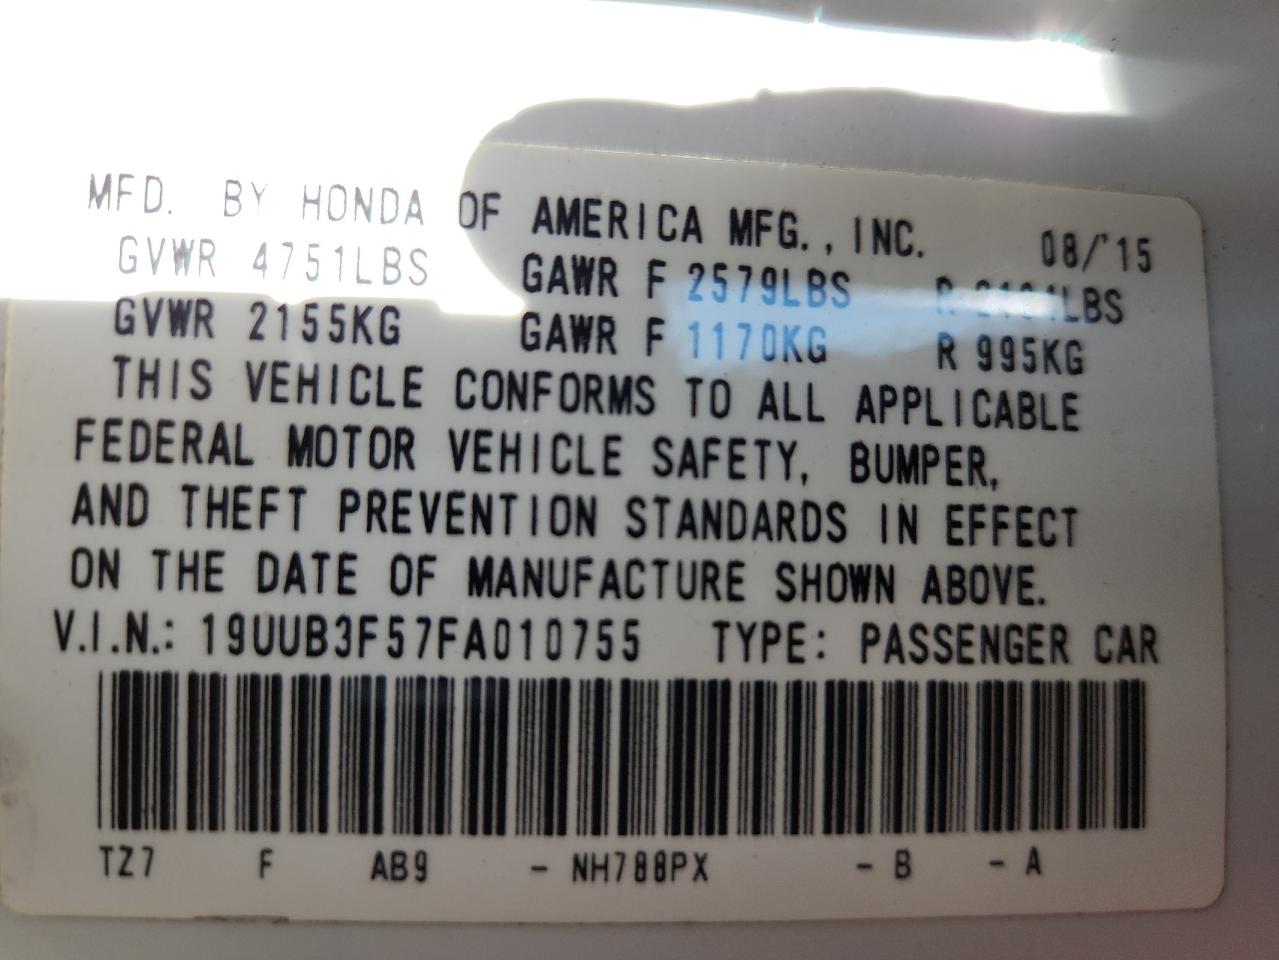 MFD. BY HONDA OF AMERICA MFG., INC. 08/'15
GVWR 4751LBS GAWR F 2579LBS R
GVWR 2155KG GAWR F 1170KG R 995KG
THIS VEHICLE CONFORMS TO ALL APPLICABLE
FEDERAL MOTOR VEHICLE SAFETY, BUMPER,
AND THEFT PREVENTION STANDARDS IN EFFECT
ON THE DATE OF MANUFACTURE SHOWN ABOVE.
V.I.N.: 19UUB3F57FA010755 TYPE: PASSENGER CAR
TZ7 F AB9 - NH788PX - B - A